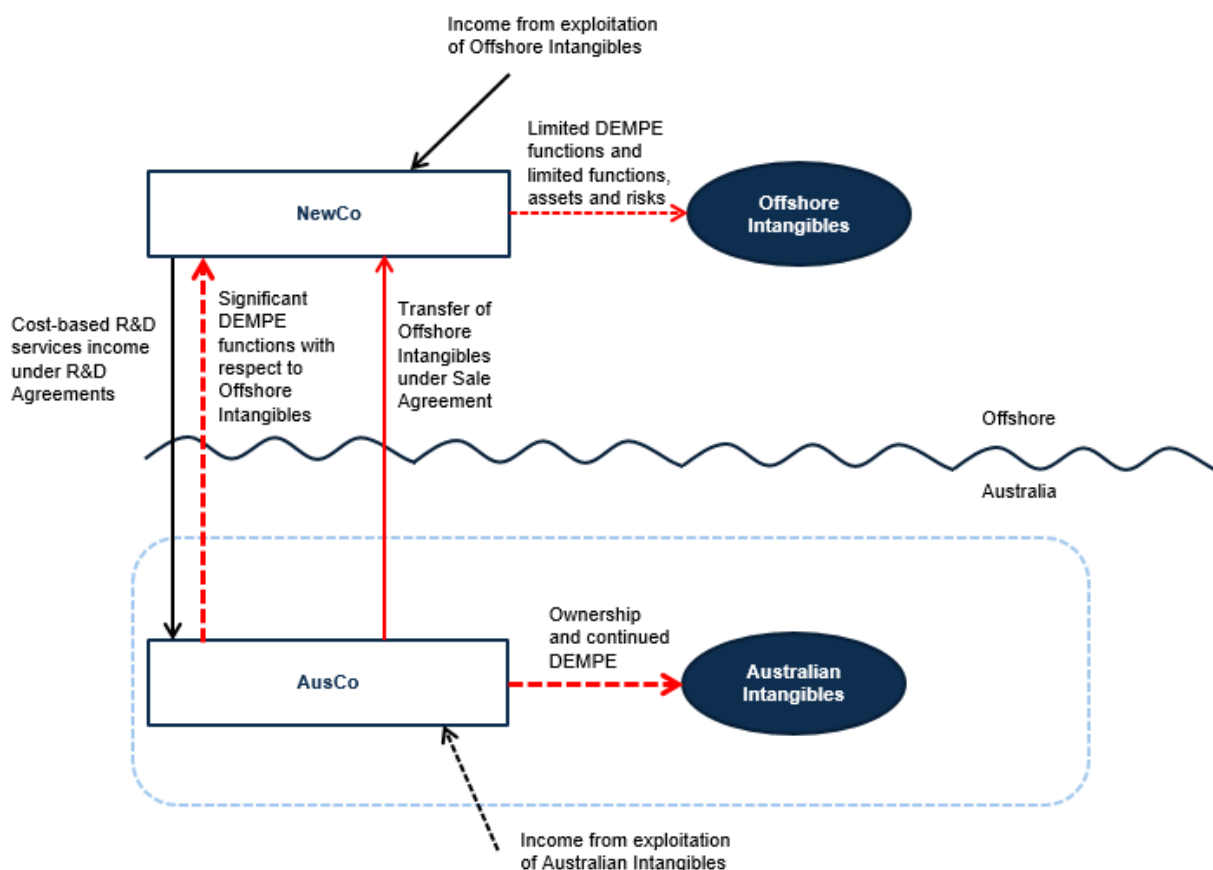 Income from exploitation
of Offshore Intangibles
Limited DEMPE
functions and
limited functions,
assets and risks
NewCo
Offshore
Intangibles
Cost-based R&D
services income
under R&D
Agreements
Significant
DEMPE
functions with
respect to
Offshore
Intangibles
Transfer of
Offshore
Intangibles
under Sale
Agreement
Offshore
Australia
Ownership
and continued
DEMPE
AusCo
Australian
Intangibles
Income from exploitation
of Australian Intangibles